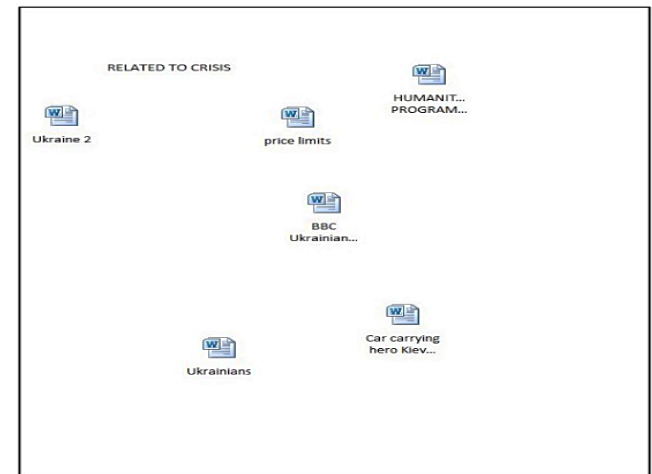 RELATED TO CRISIS
HUMANIT...
PROGRAM...
Ukraine 2
price limits
BBC
Ukrainian...
Car carrying
hero Kiev...
Ukrainians